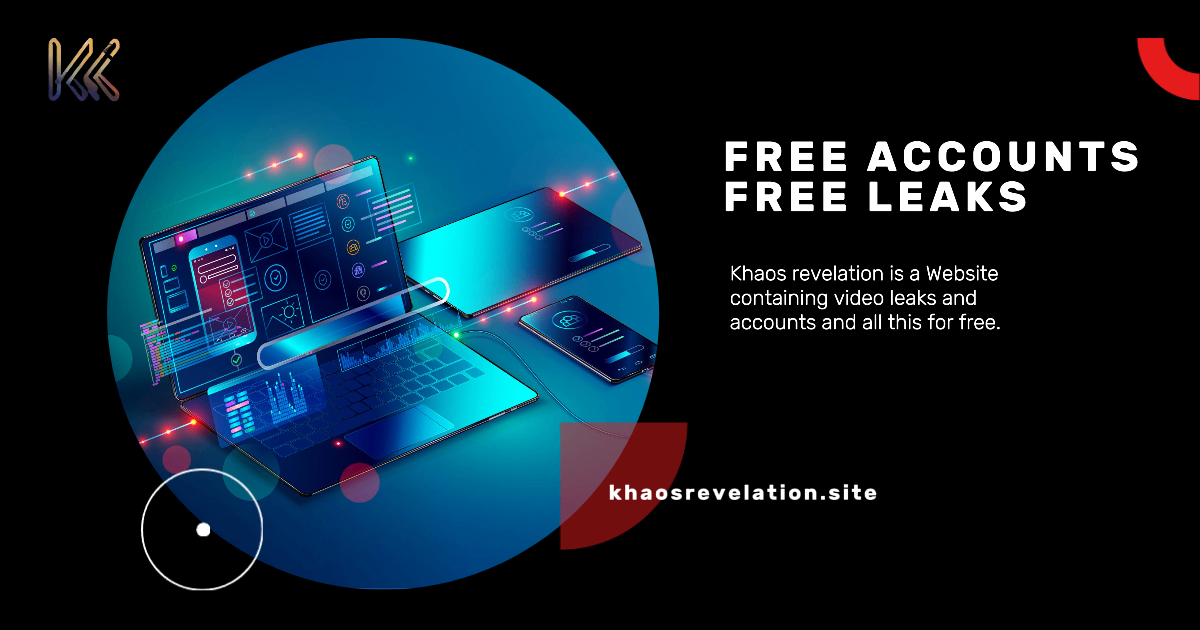 FREE ACCOUNTS
FREE LEAKS
Khaos revelation is a Website
containing video leaks and
accounts and all this for free.
khaosrevelation.site